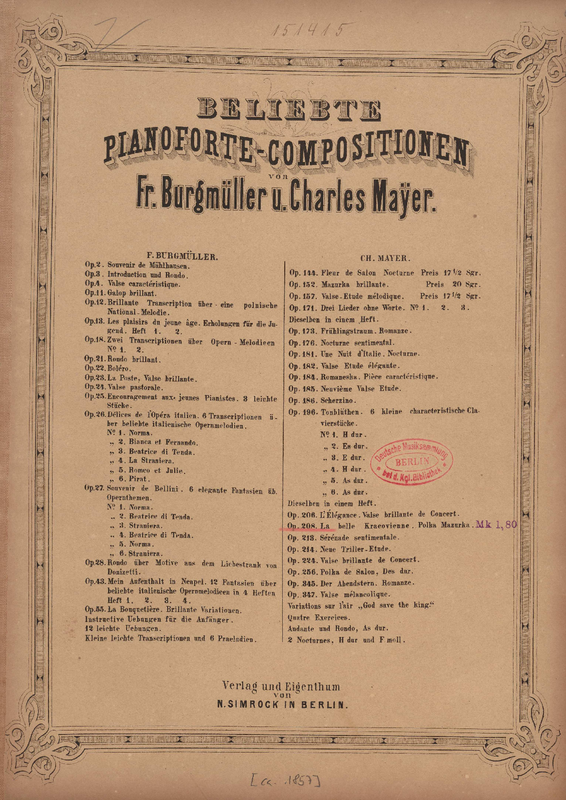 151415
BELIEBTE
PIANOFORTE-COMPOSITIONEN
von
Fr. Burgmüller u. Charles Maÿer.
F. BURGMÜLLER.
Op. 2. Souvenir de Mühlhausen.
Op. 3. Introduction und Rondo.
Op. 4. Valse caractéristique.
Op. 11. Galop brillant.
Op. 12. Brillante Transcription über eine polnische
National-Melodie.
Op. 13. Les plaisirs du jeune âge. Erholungen für die Ju-
gend. Heft 1. 2.
Op. 18. Zwei Transcriptionen über Opern-Melodieen
No 1. 2.
Op. 21. Rondo brillant.
Op. 22. Boléro.
Op. 23. La Poste, Valse brillante.
Op. 24. Valse pastorale.
Op. 25. Encouragement aux jeunes Pianistes. 3 leichte
Stücke.
Op. 26. Délices de l'Opéra italien. 6 Transcriptionen ü-
ber beliebte italienische Opernmelodien.
No 1. Norma.
„ 2. Bianca et Fernando.
„ 3. Beatrice di Tenda.
„ 4. La Straniera.
„ 5. Romeo et Julie.
„ 6. Pirat.
Op. 27. Souvenir de Bellini. 6 elegante Fantasien üb.
Opernthemen.
No 1. Norma.
„ 2. Beatrice di Tenda.
„ 3. Straniera.
„ 4. Beatrice di Tenda.
„ 5. Norma.
„ 6. Straniera.
Op. 28. Rondo über Motive aus dem Liebestrank von
Donizetti.
Op. 43. Mein Aufenthalt in Neapel. 12 Fantasien über
beliebte italienische Opernmelodieen in 4 Heften
Heft 1. 2. 3. 4.
Op. 55. La Bouquetière. Brillante Variationen.
Instructive Uebungen für die Anfänger.
12 leichte Uebungen.
Kleine leichte Transcriptionen und 6 Praeludien.
CH. MAYER.
Op. 144. Fleur de Salon Nocturne Preis 17 1/2 Sgr.
Op. 152. Mazurka brillante. Preis 20 Sgr.
Op. 157. Valse-Etude mélodique. Preis 17 1/2 Sgr.
Op. 171. Drei Lieder ohne Worte. No 1. 2. 3.
Dieselben in einem Heft.
Op. 173. Frühlingstraum. Romanze.
Op. 176. Nocturne sentimental.
Op. 181. Une Nuit d'Italie. Nocturne.
Op. 182. Valse Etude élégante.
Op. 184. Romanesha. Pièce caractéristique.
Op. 185. Neuvième Valse Etude.
Op. 186. Scherzino.
Op. 196. Tonblüthen. 6 kleine characteristische Cla-
vierstücke.
No 1. H dur.
„ 2. Es dur.
„ 3. E dur.
„ 4. H dur.
„ 5. As dur.
„ 6. As dur.
Deutsche Musiksammlung
BERLIN
bei d. Kgl. Bibliothek
Dieselben in einem Heft.
Op. 206. L'Élégance. Valse brillante de Concert.
Op. 208. La belle Kracovienne. Polka Mazurka. Mk 1,80
Op. 213. Sérénade sentimentale.
Op. 214. Neue Triller-Etude.
Op. 224. Valse brillante de Concert.
Op. 256. Polka de Salon, Des dur.
Op. 345. Der Abendstern. Romanze.
Op. 347. Valse mélancolique.
Variations sur l'air „God save the king."
Quatre Exercices.
Andante und Rondo, As dur.
2 Nocturnes, H dur und F moll.
Verlag und Eigenthum
von
N. SIMROCK IN BERLIN.
[ca. 1857]